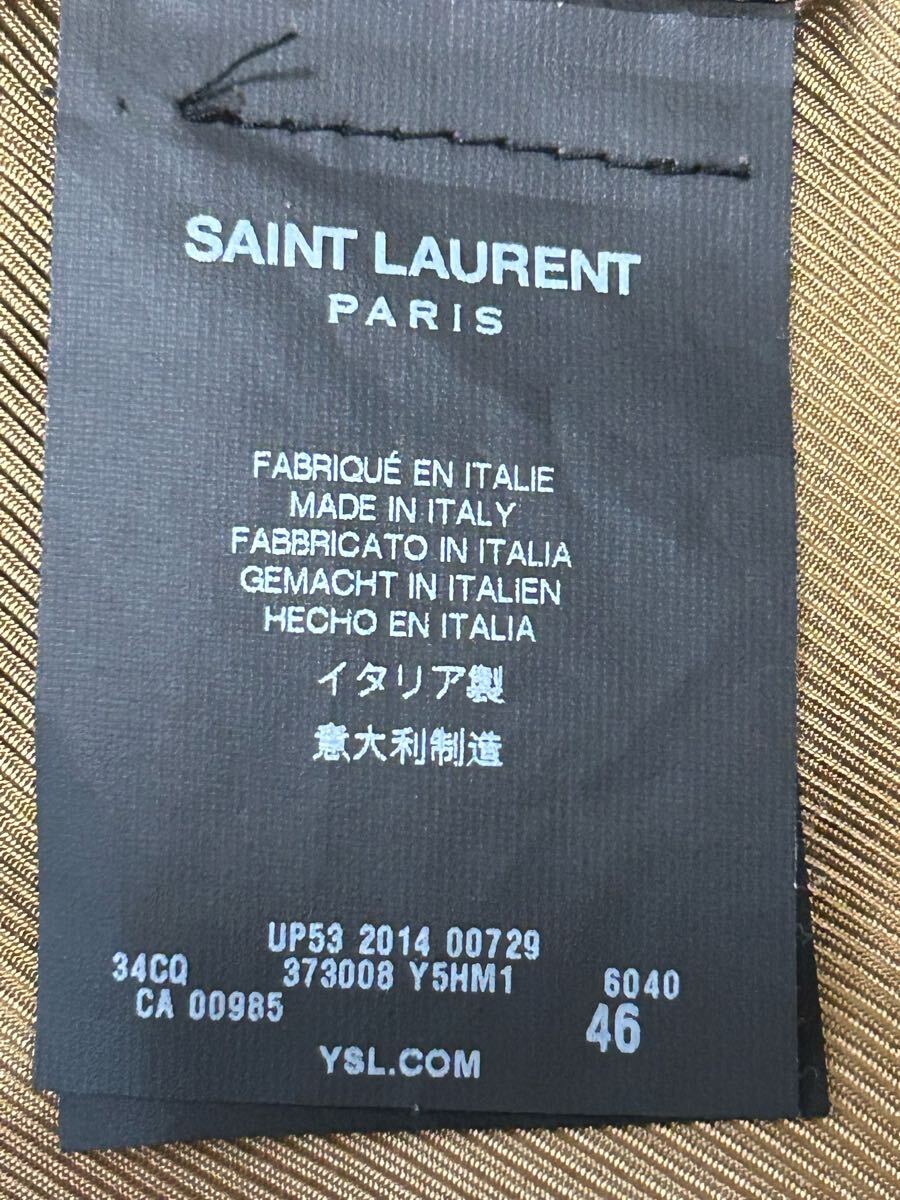 SAINT LAURENT
PARIS
FABRIQUÉ EN ITALIE
MADE IN ITALY
FABBRICATO IN ITALIA
GEMACHT IN ITALIEN
HECHO EN ITALIA
イタリア製
意大利制造
UP53 2014 00729
34CQ 373008 Y5HM1 6040
CA 00985 46
YSL.COM